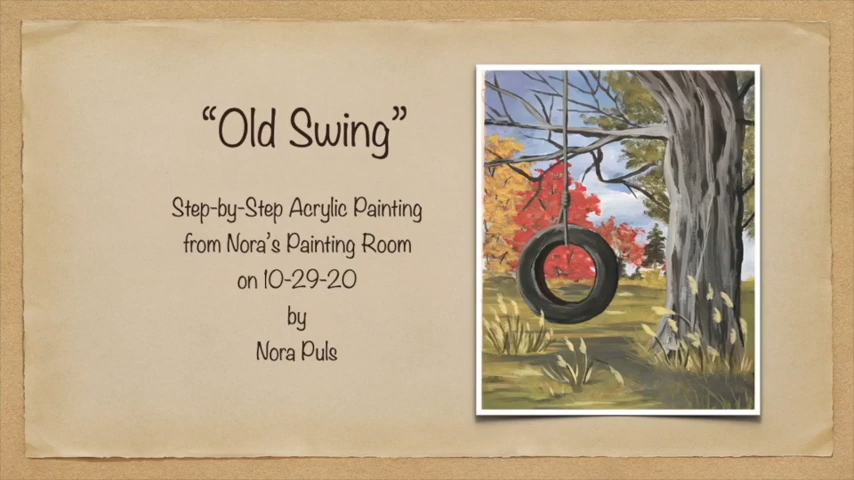 “Old Swing”
Step-by-Step Acrylic Painting
from Nora’s Painting Room
on 10-29-20
by
Nora Puls